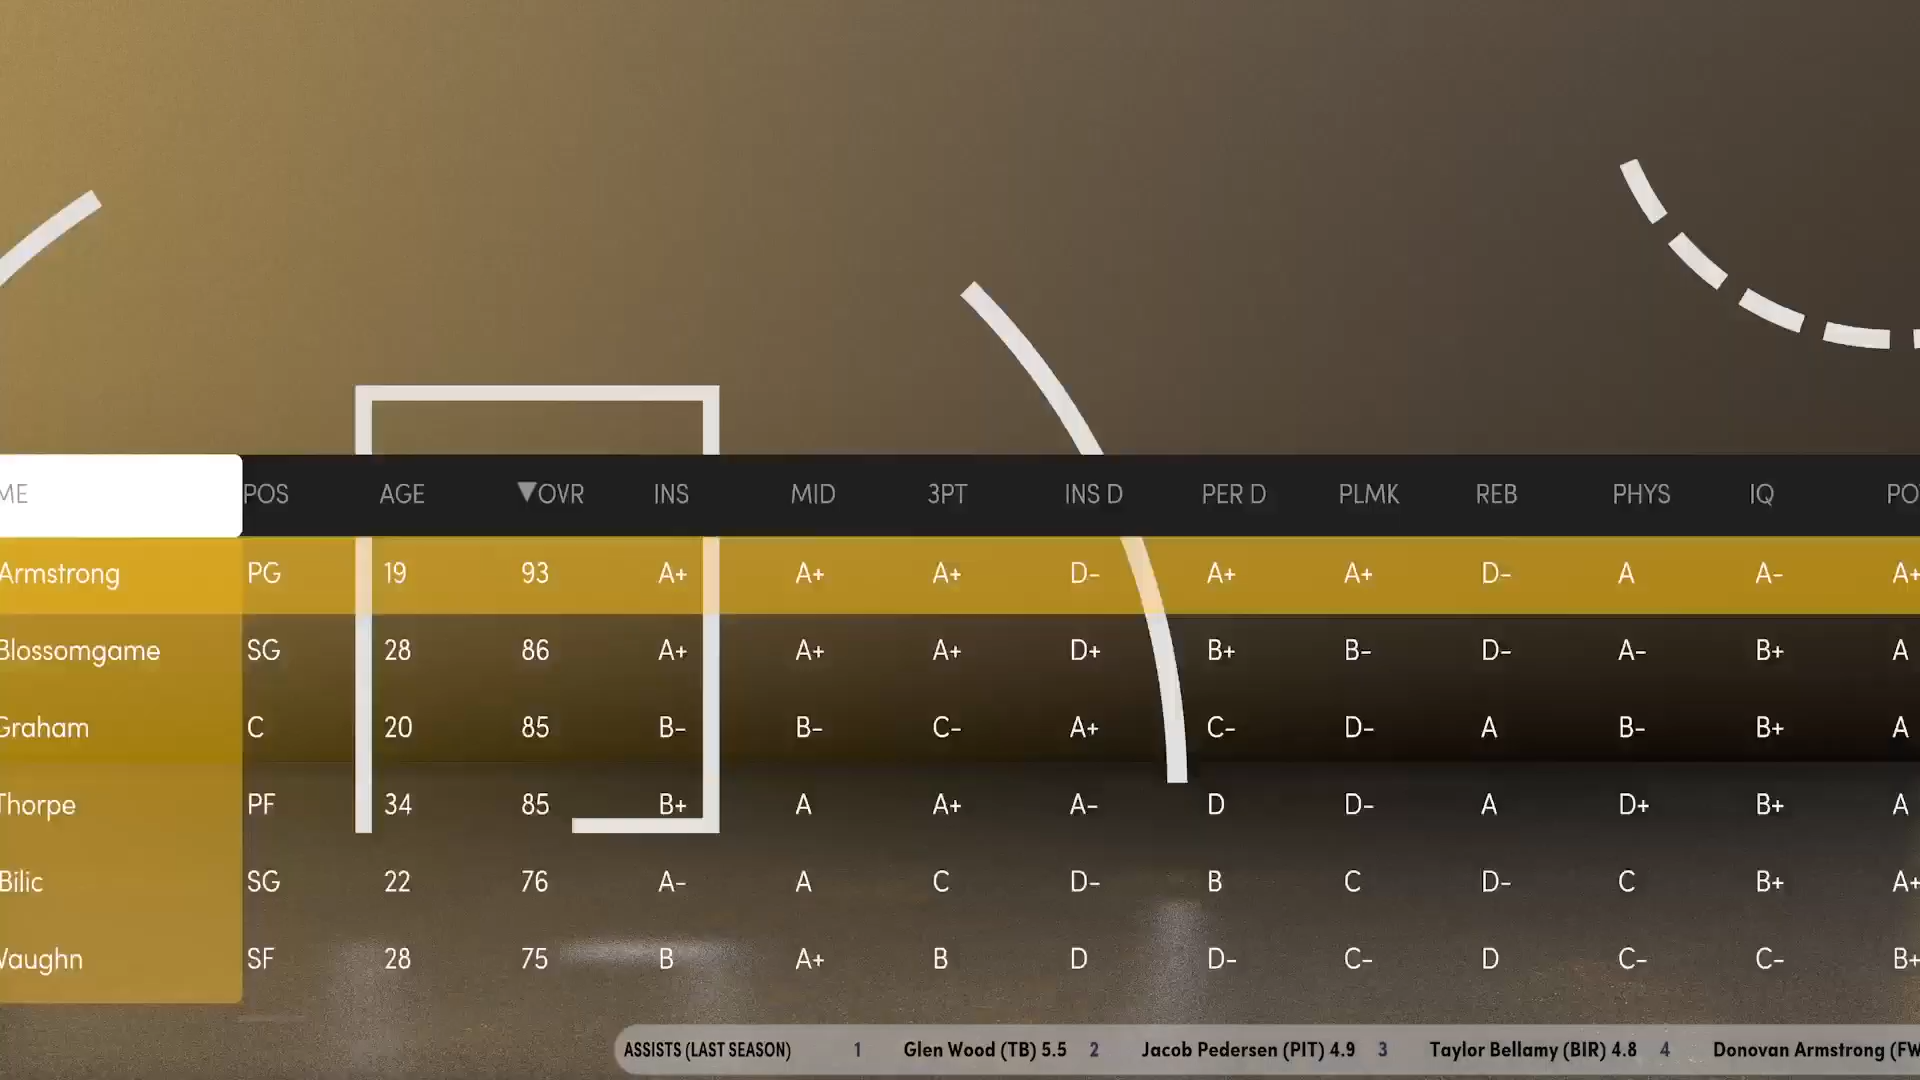 ME POS AGE ▼OVR INS MID 3PT INS D PER D PLMK REB PHYS IQ PO
Armstrong PG 19 93 A+ A+ A+ D- A+ A+ D- A A- A+
Blossomgame SG 28 86 A+ A+ A+ D+ B+ B- D- A- B+ A
Graham C 20 85 B- B- C- A+ C- D- A B- B+ A
Thorpe PF 34 85 B+ A A+ A- D D- A D+ B+ A
Bilic SG 22 76 A- A C D- B C D- C B+ A+
Vaughn SF 28 75 B A+ B D D- C- D C- C- B+
ASSISTS (LAST SEASON) 1 Glen Wood (TB) 5.5 2 Jacob Pedersen (PIT) 4.9 3 Taylor Bellamy (BIR) 4.8 4 Donovan Armstrong (FW